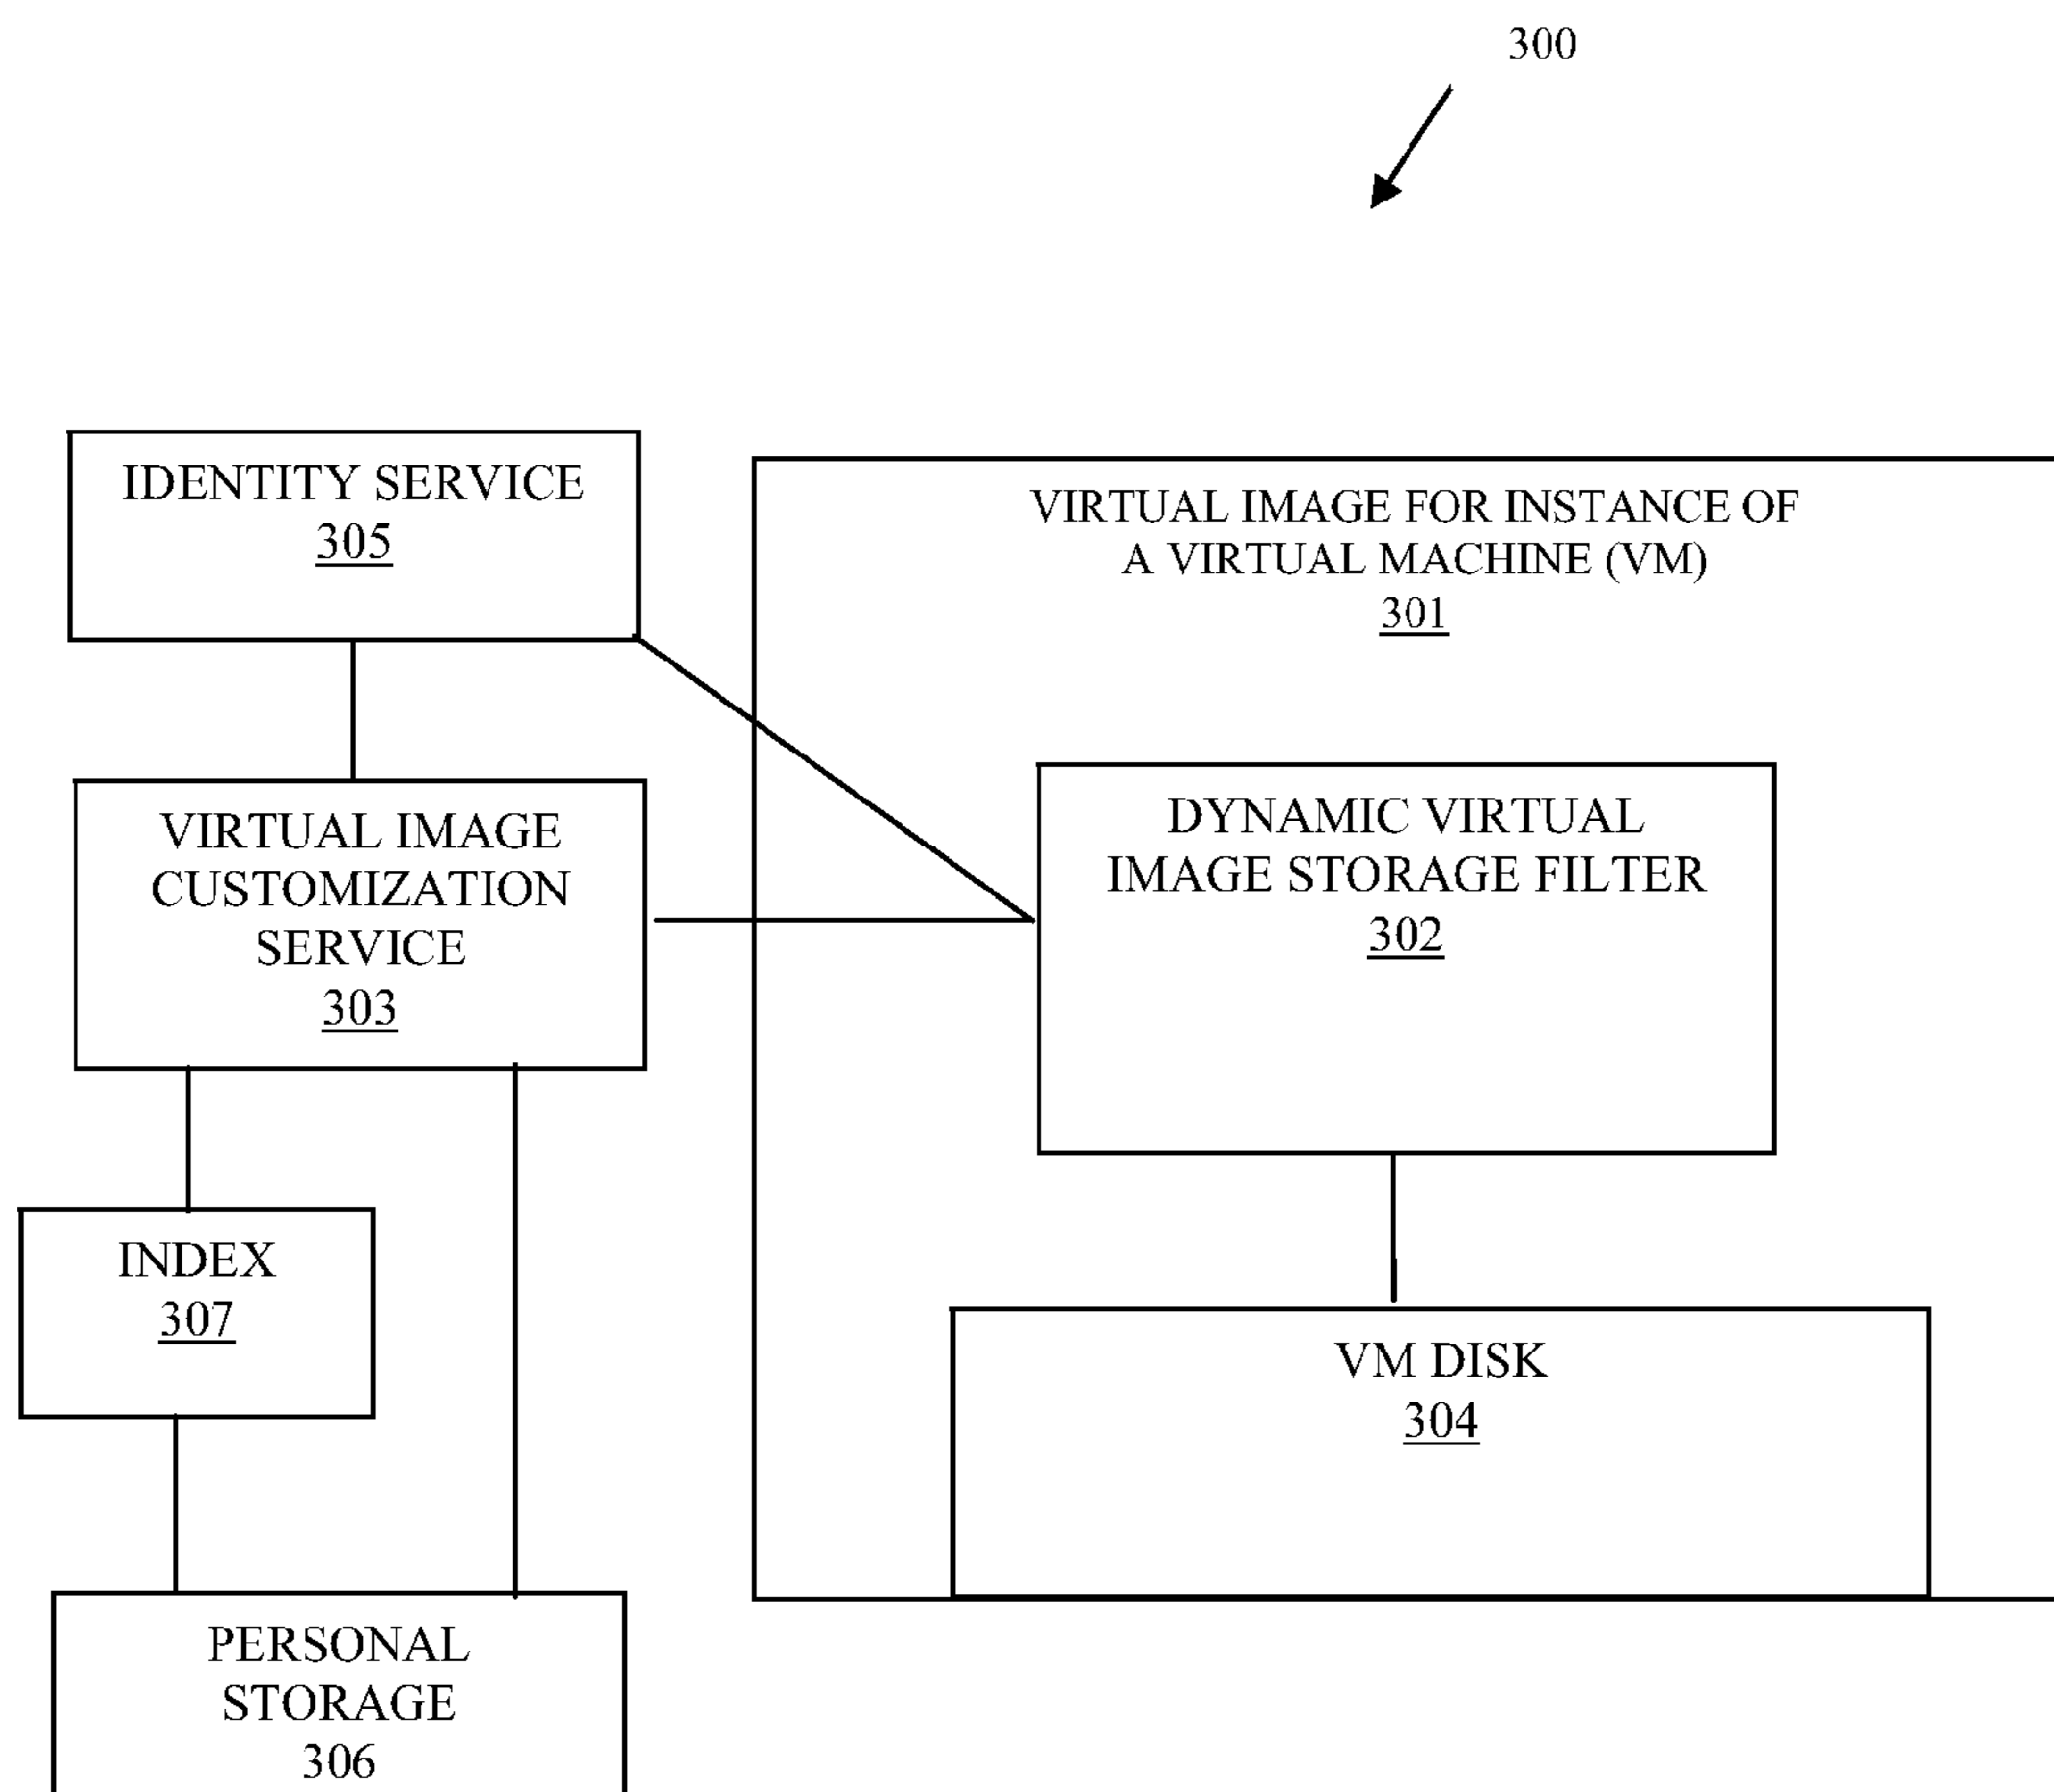 300
IDENTITY SERVICE
305
VIRTUAL IMAGE FOR INSTANCE OF
A VIRTUAL MACHINE (VM)
301
VIRTUAL IMAGE
CUSTOMIZATION
SERVICE
303
DYNAMIC VIRTUAL
IMAGE STORAGE FILTER
302
INDEX
307
VM DISK
304
PERSONAL
STORAGE
306